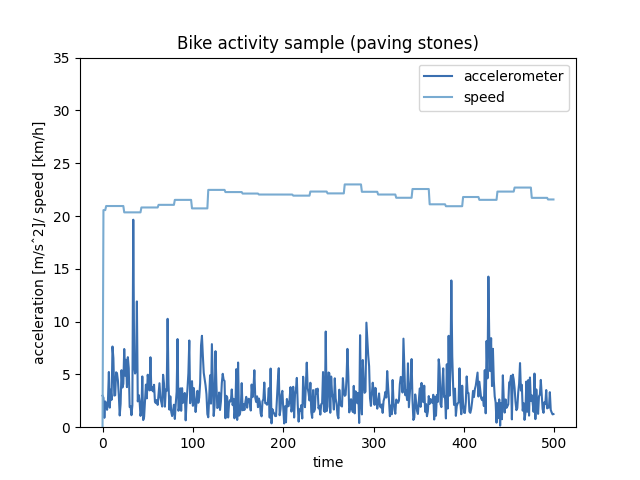 Bike activity sample (paving stones)
accelerometer
speed
acceleration [m/s^2]/ speed [km/h]
35
30
25
20
15
10
5
0
0 100 200 300 400 500
time